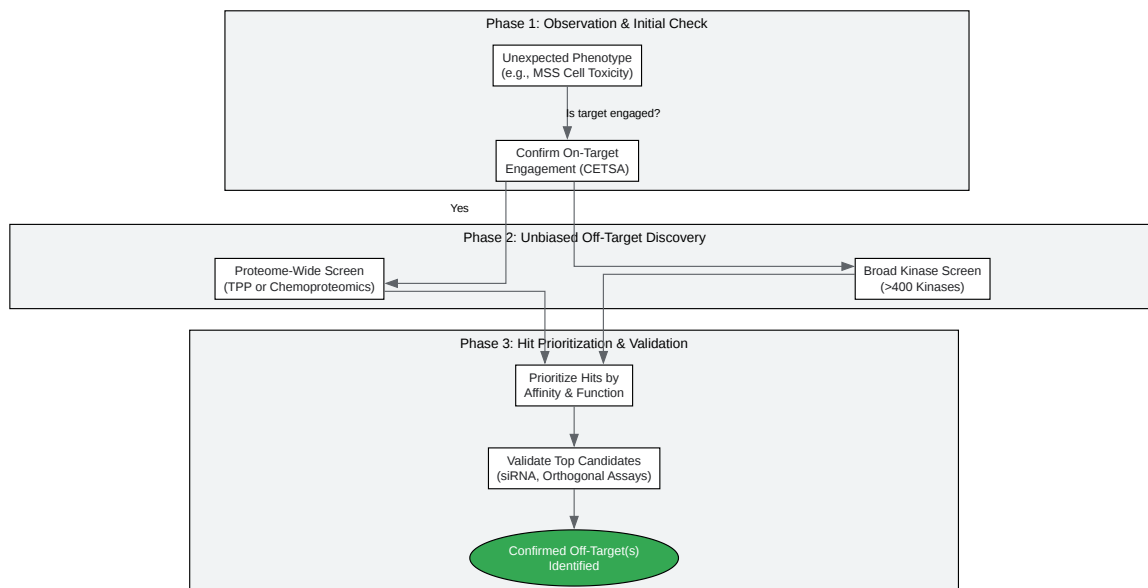 Phase 1: Observation & Initial Check
Unexpected Phenotype
(e.g., MSS Cell Toxicity)
Is target engaged?
Confirm On-Target
Engagement (CETSA)
Yes
Phase 2: Unbiased Off-Target Discovery
Proteome-Wide Screen
(TPP or Chemoproteomics)
Broad Kinase Screen
(>400 Kinases)
Phase 3: Hit Prioritization & Validation
Prioritize Hits by
Affinity & Function
Validate Top Candidates
(siRNA, Orthogonal Assays)
Confirmed Off-Target(s)
Identified